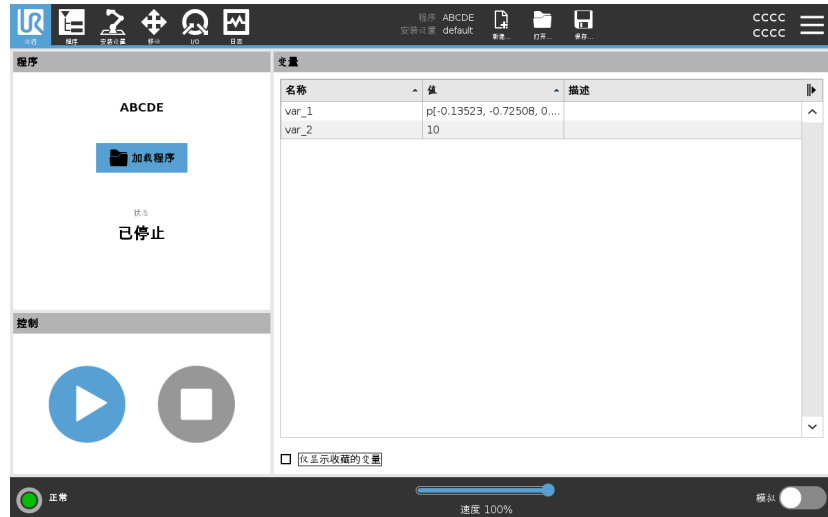 UR
运行
程序
安装设置
移动
I/O
日志
程序 ABCDE
安装设置 default
新建...
打开...
保存...
CCCC
CCCC
程序
ABCDE
加载程序
状态
已停止
控制
变量
名称 值 描述
var_1 p[-0.13523, -0.72508, 0....
var_2 10
仅显示收藏的变量
正常
速度 100%
模拟